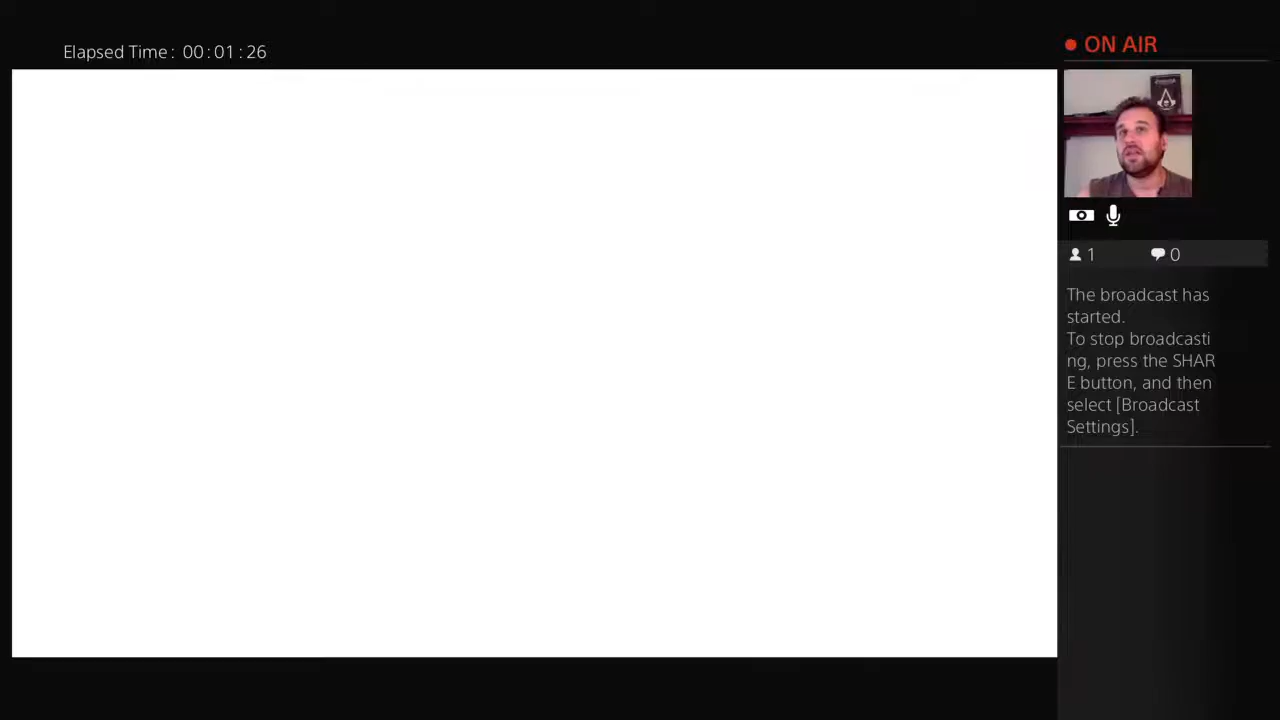 Elapsed Time: 00:01:26
ON AIR
1
0
The broadcast has
started.
To stop broadcasti
ng, press the SHAR
E button, and then
select [Broadcast
Settings].